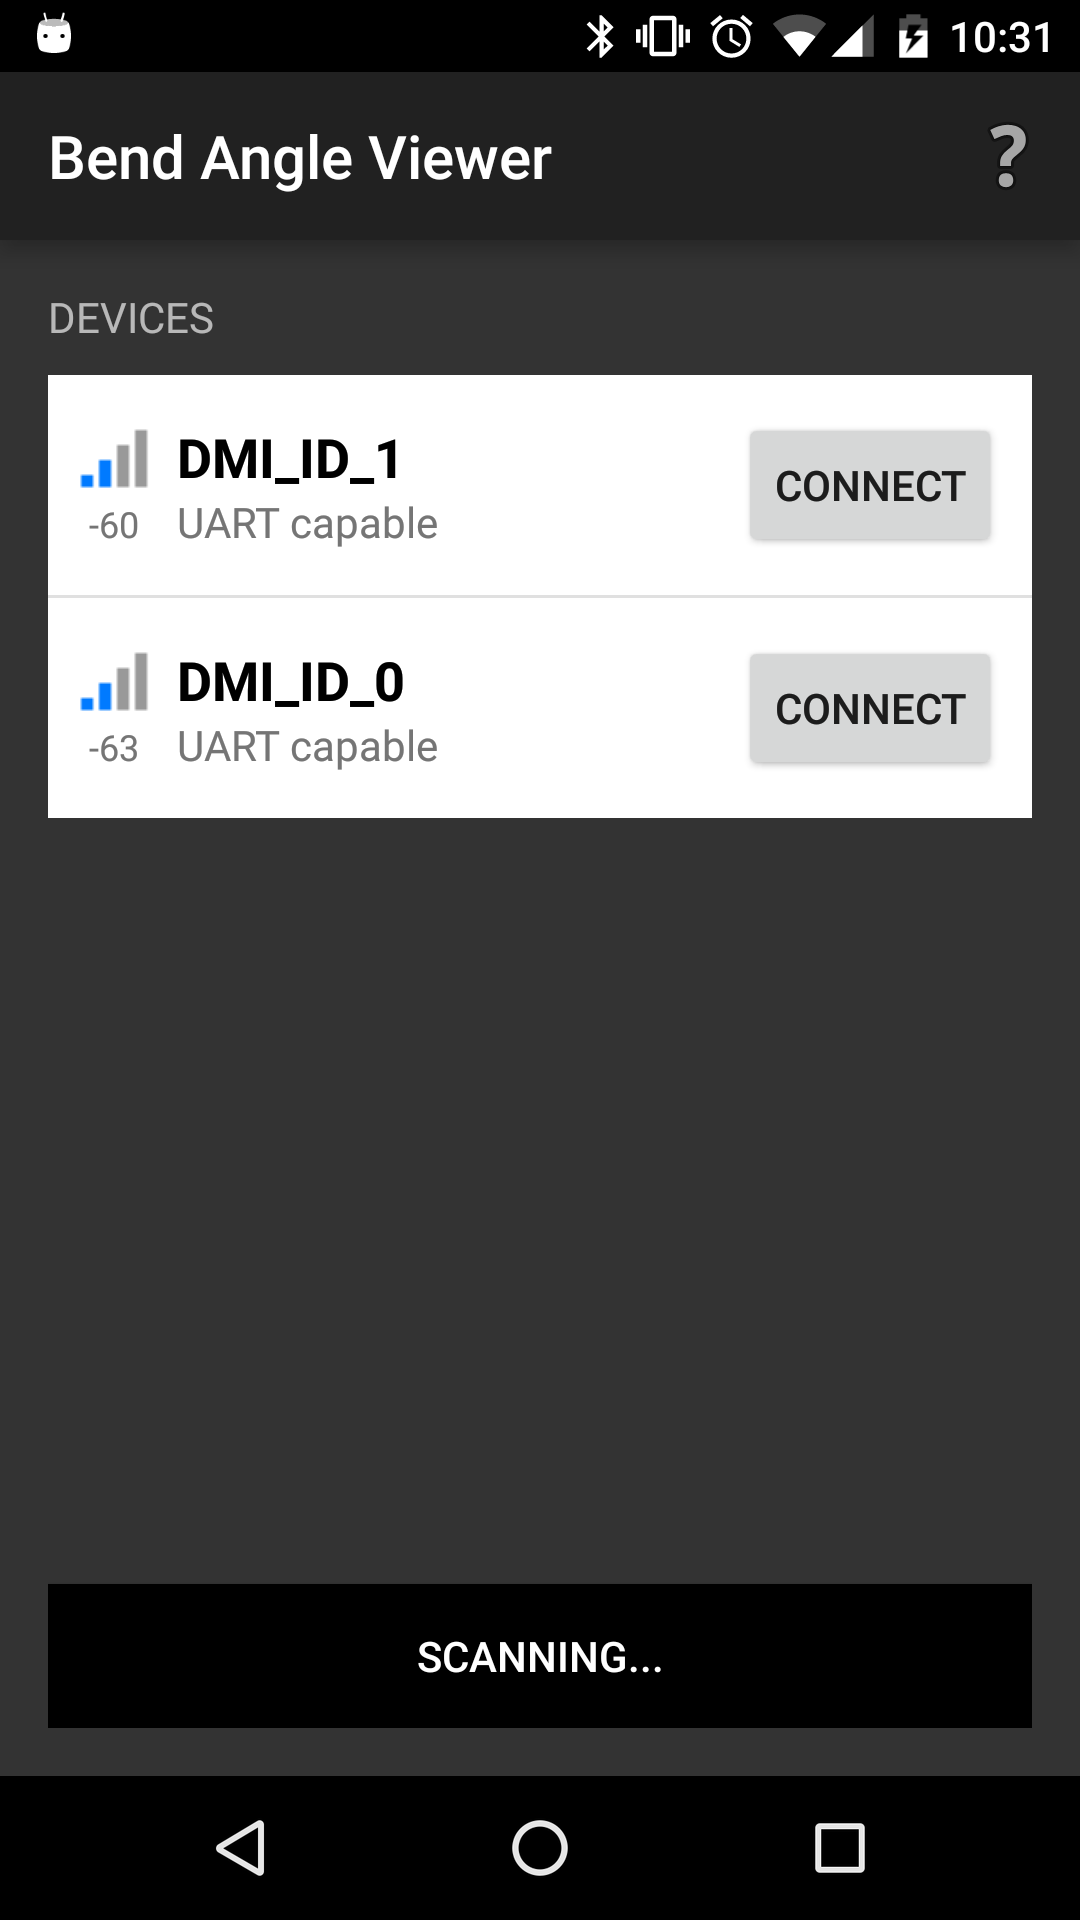 10:31
Bend Angle Viewer
?
DEVICES
DMI_ID_1
CONNECT
-60 UART capable
DMI_ID_0
CONNECT
-63 UART capable
SCANNING...